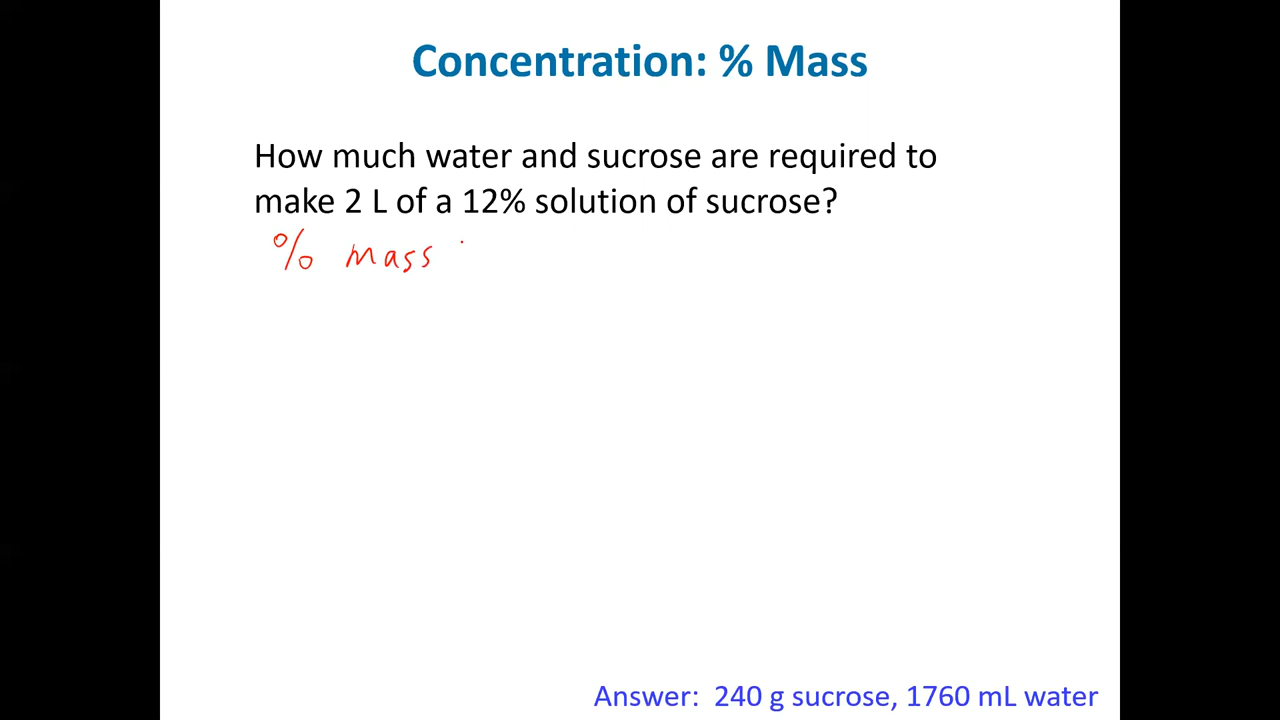 Concentration: % Mass
How much water and sucrose are required to
make 2 L of a 12% solution of sucrose?
% mass
Answer: 240 g sucrose, 1760 mL water